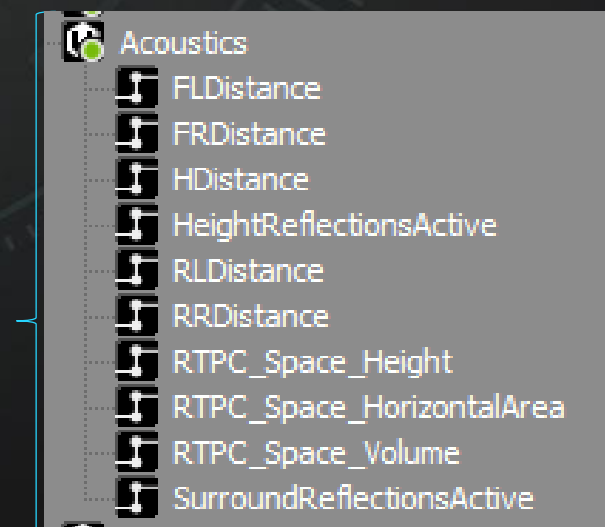 Acoustics
FLDistance
FRDistance
HDistance
HeightReflectionsActive
RLDistance
RRDistance
RTPC_Space_Height
RTPC_Space_HorizontalArea
RTPC_Space_Volume
SurroundReflectionsActive